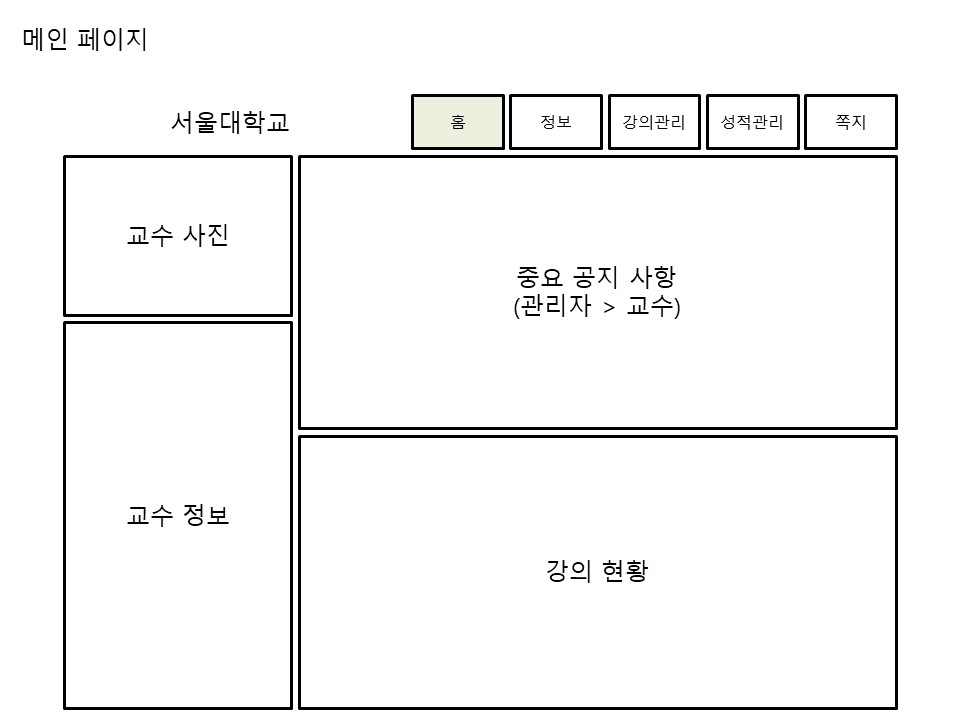 메인 페이지
서울대학교
홈
정보
강의관리
성적관리
쪽지
교수 사진
중요 공지 사항
(관리자 > 교수)
교수 정보
강의 현황